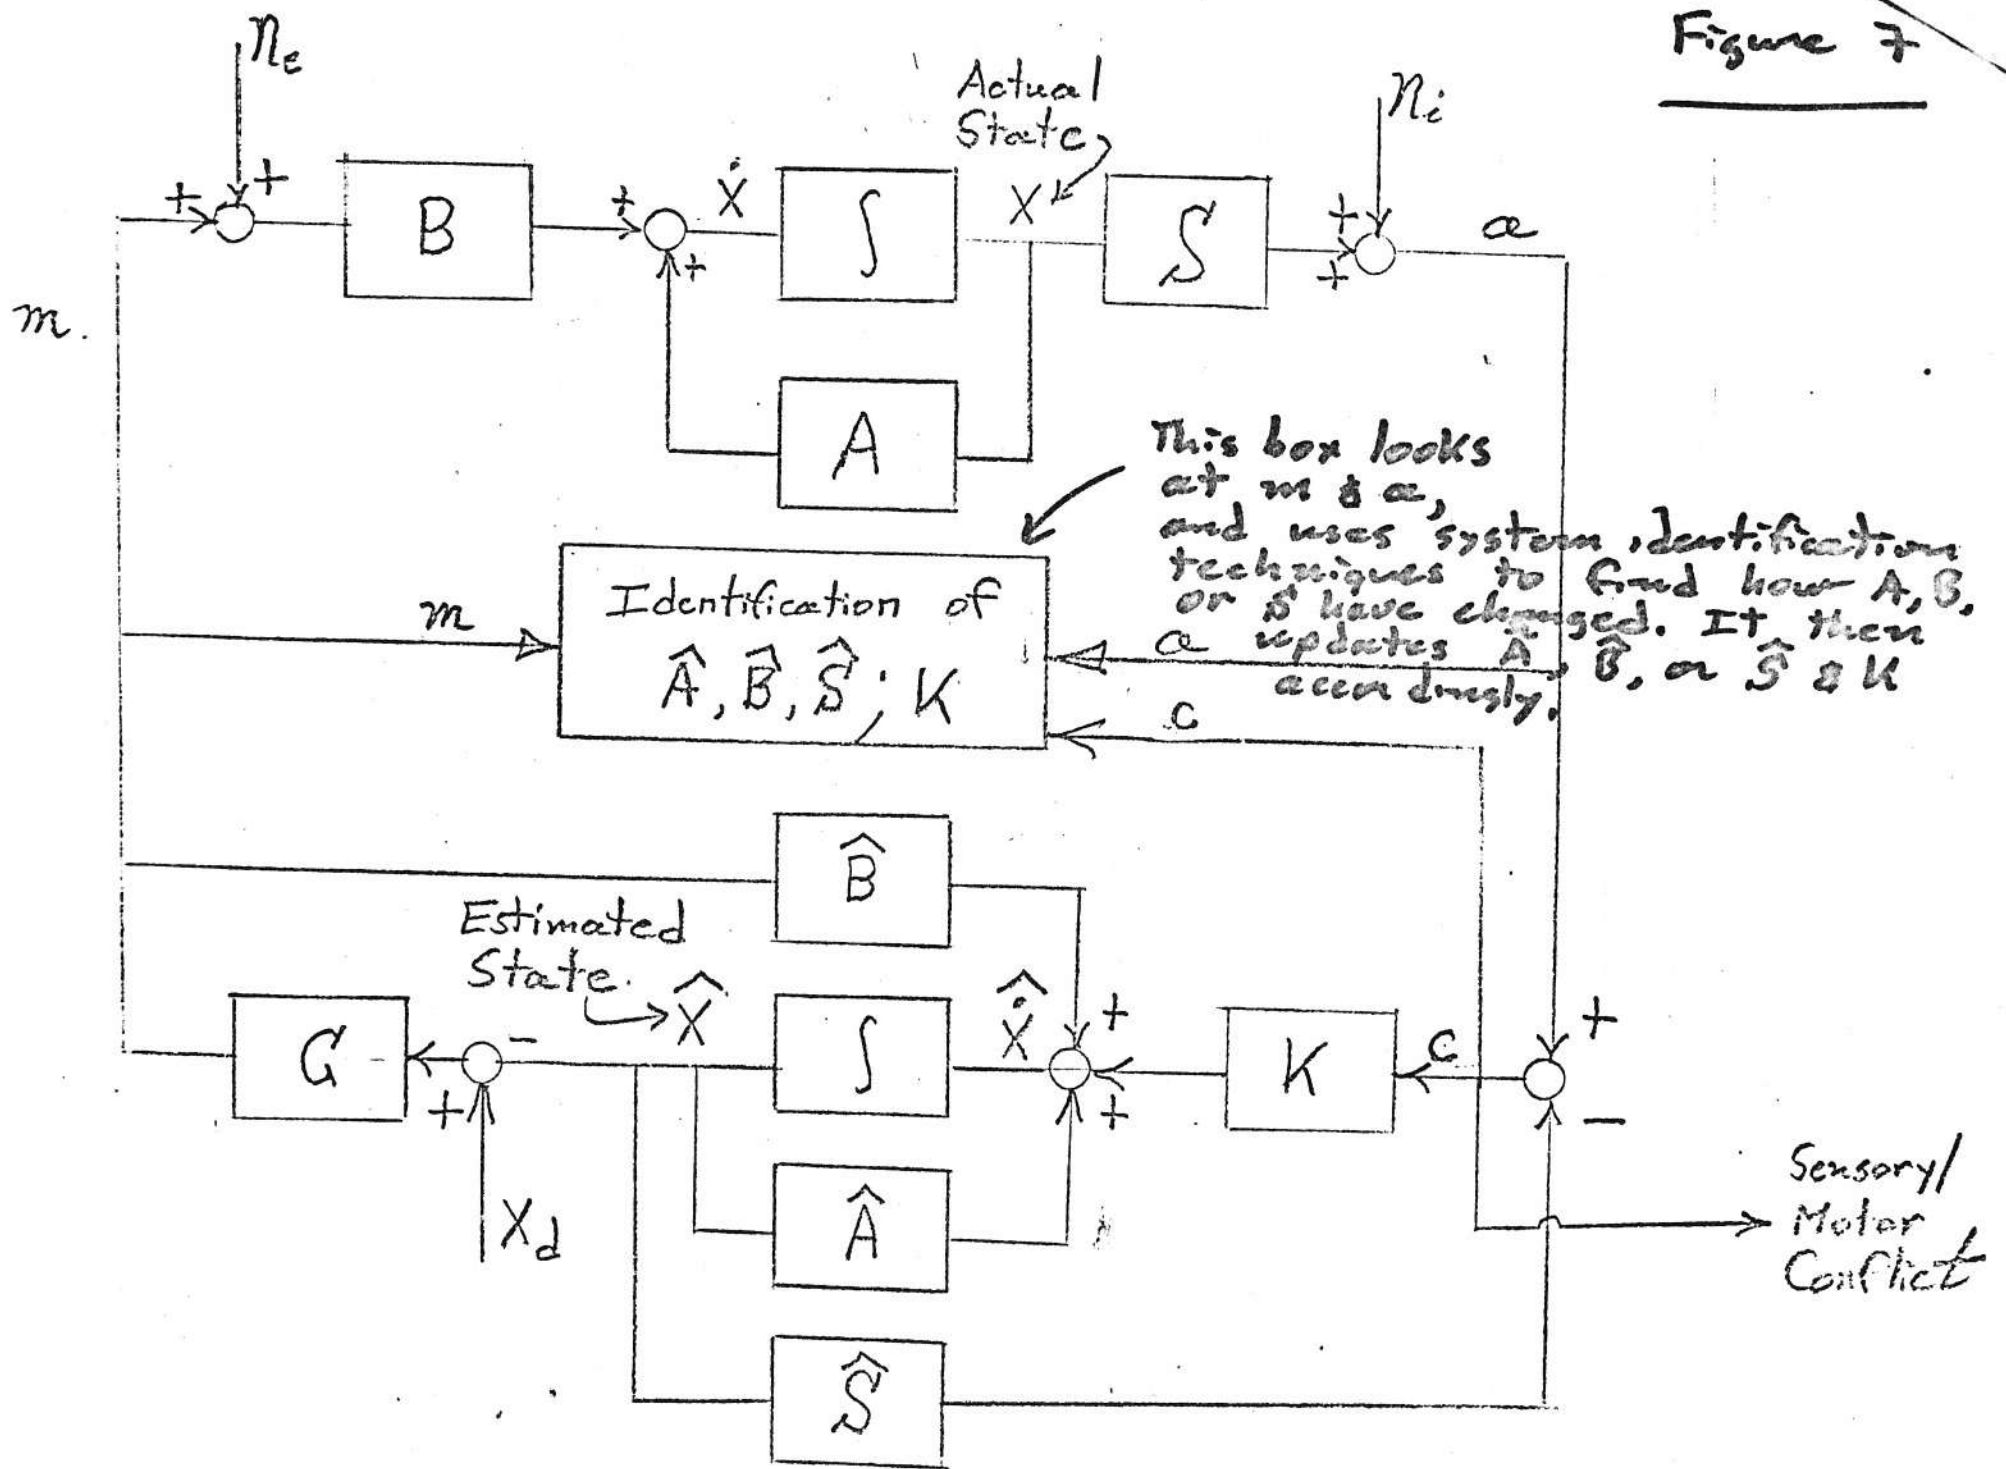 Figure 7
nₑ
Actual
State
nᵢ
+
+
B
+
+
Ẋ
∫
X
S
+
+
a
m.
A
This box looks
at m & a,
and uses system identification
techniques to find how A, B,
or S have changed. It then
updates Â, B̂, or Ŝ & K
accordingly.
m
Identification of
Â, B̂, Ŝ; K
a
c
B̂
Estimated
State.
X̂
∫
Ẋ̂
+
+
K
c
+
−
G
−
+
X_d
Â
Sensory/
Motor
Conflict
Ŝ